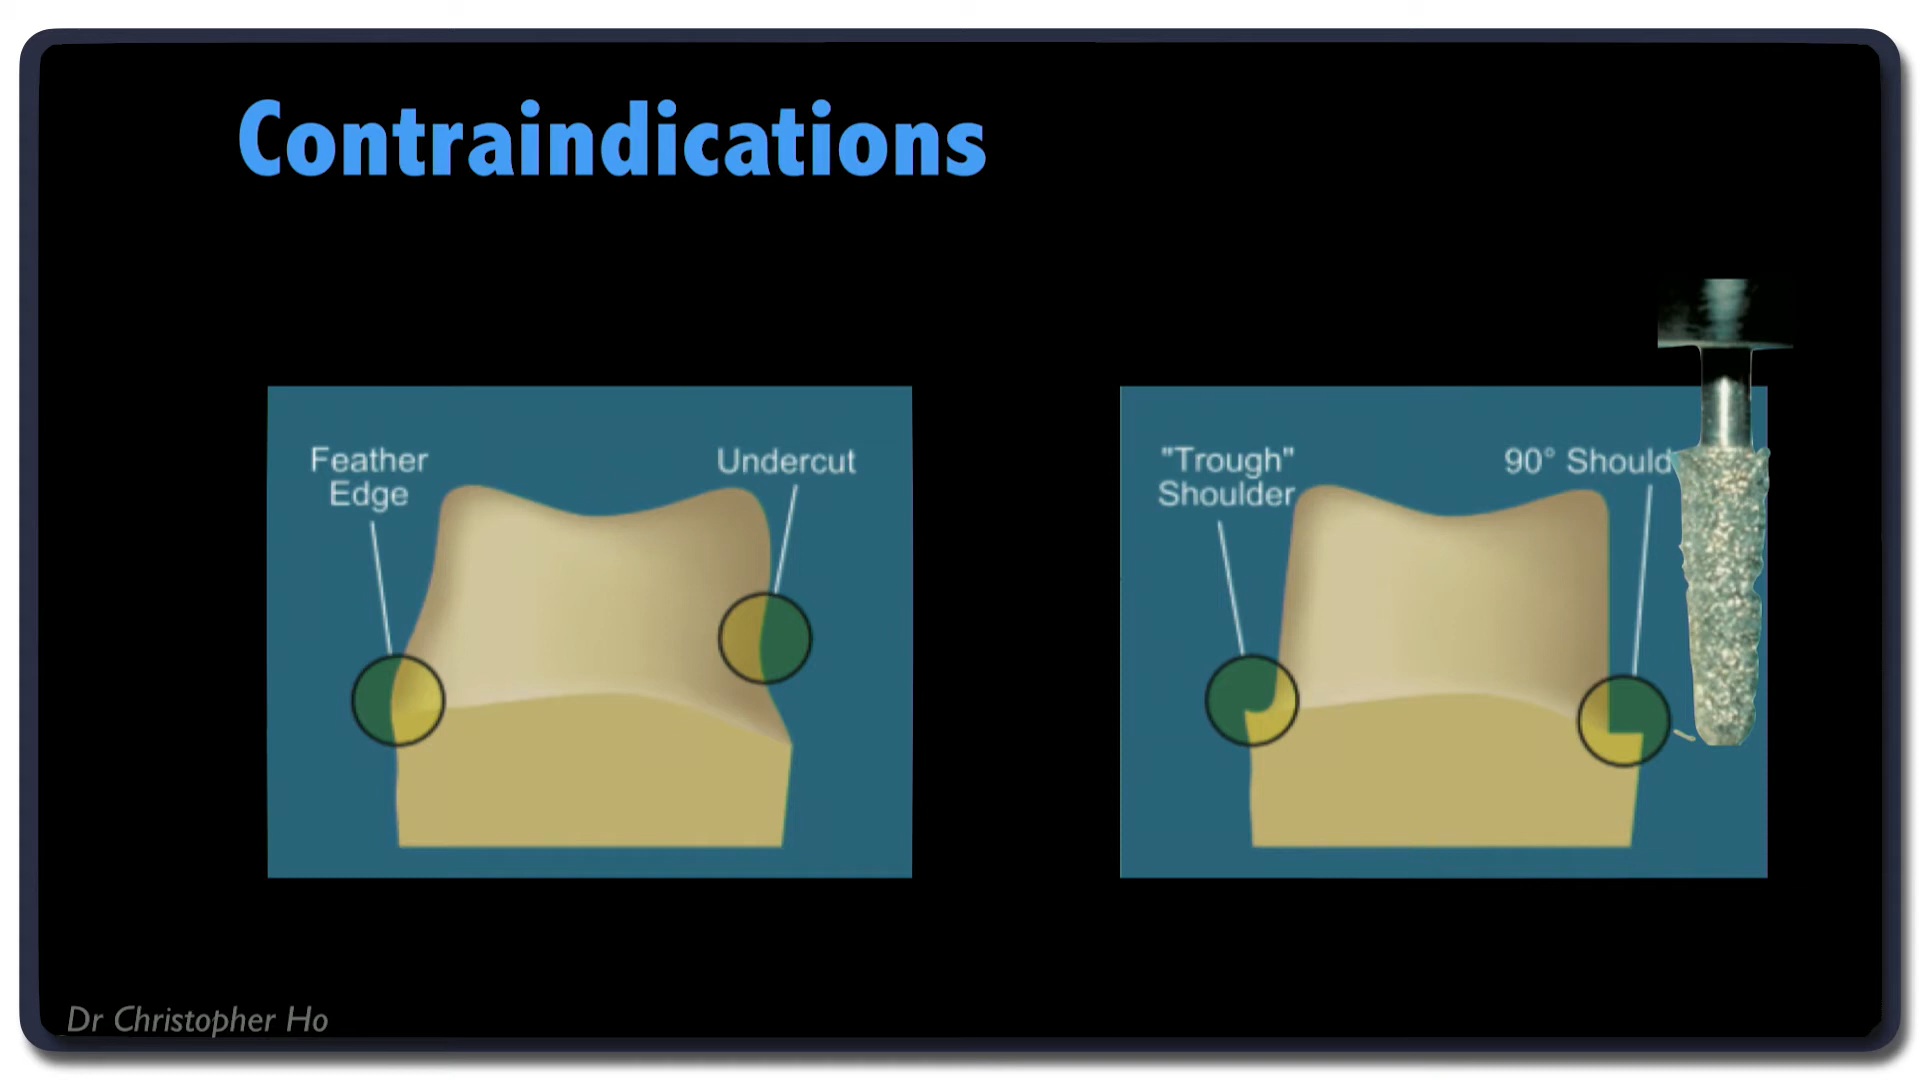 Contraindications
Feather
Edge
Undercut
"Trough"
Shoulder
90° Should
Dr Christopher Ho